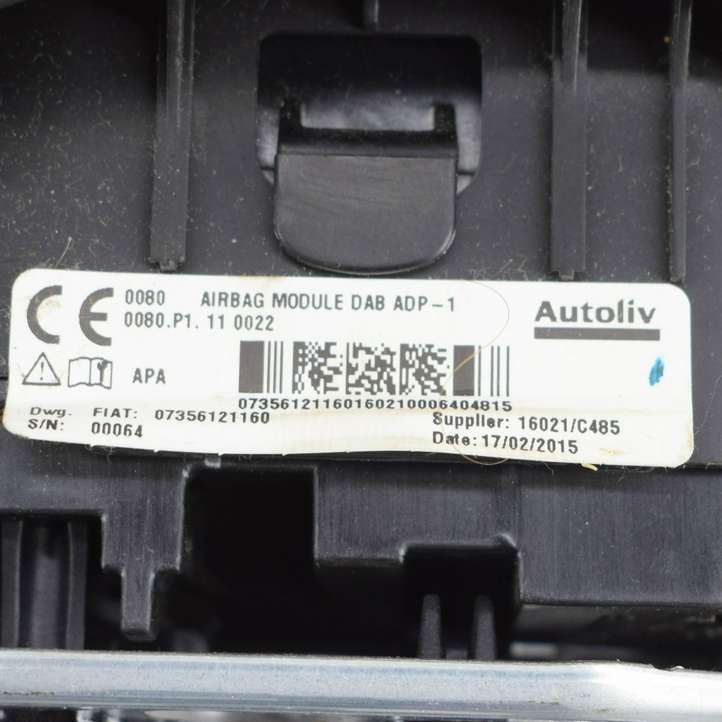 CE 0080 AIRBAG MODULE DAB ADP-1
0080.P1. 11 0022
Autoliv
APA
07356121160160210006404815
Dwg. FIAT: 07356121160
S/N: 00064
Supplier: 16021/C485
Date: 17/02/2015